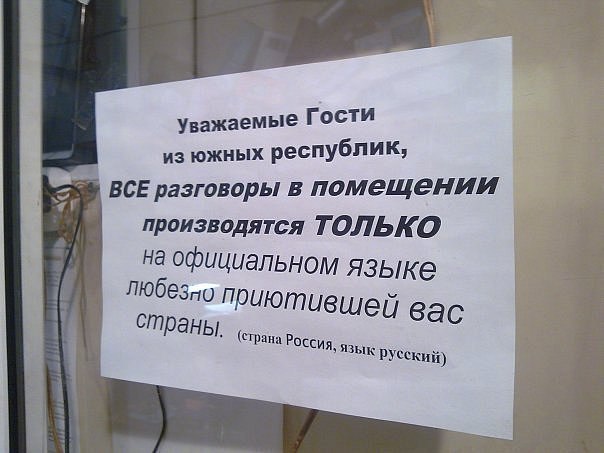 Уважаемые Гости
из южных республик,
ВСЕ разговоры в помещении
производятся ТОЛЬКО
на официальном языке
любезно приютившей вас
страны. (страна Россия, язык русский)